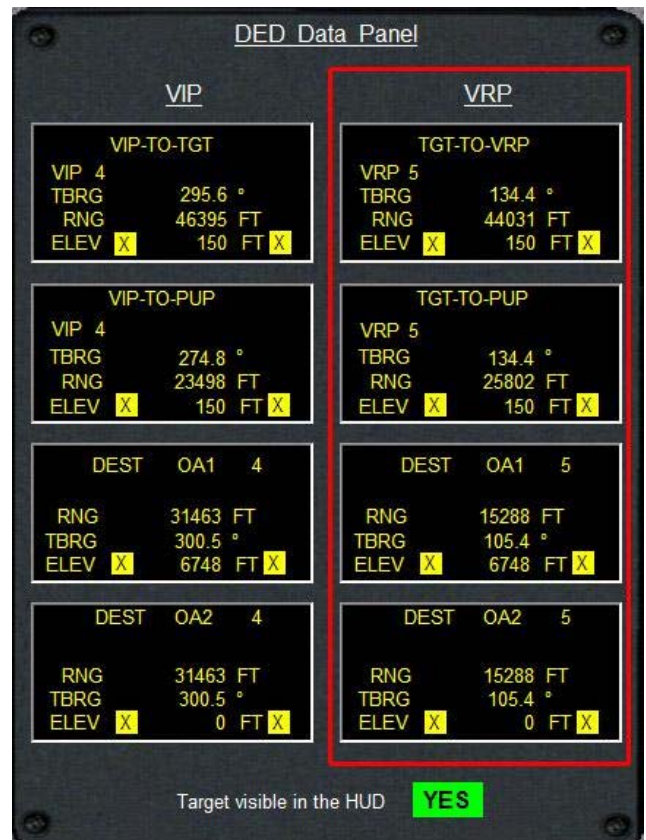 DED Data Panel
VIP
VIP-TO-TGT
VIP 4
TBRG 295.6 °
RNG 46395 FT
ELEV X 150 FT X
VIP-TO-PUP
VIP 4
TBRG 274.8 °
RNG 23498 FT
ELEV X 150 FT X
DEST OA1 4
RNG 31463 FT
TBRG 300.5 °
ELEV X 6748 FT X
DEST OA2 4
RNG 31463 FT
TBRG 300.5 °
ELEV X 0 FT X
VRP
TGT-TO-VRP
VRP 5
TBRG 134.4 °
RNG 44031 FT
ELEV X 150 FT X
TGT-TO-PUP
VRP 5
TBRG 134.4 °
RNG 25802 FT
ELEV X 150 FT X
DEST OA1 5
RNG 15288 FT
TBRG 105.4 °
ELEV X 6748 FT X
DEST OA2 5
RNG 15288 FT
TBRG 105.4 °
ELEV X 0 FT X
Target visible in the HUD YES